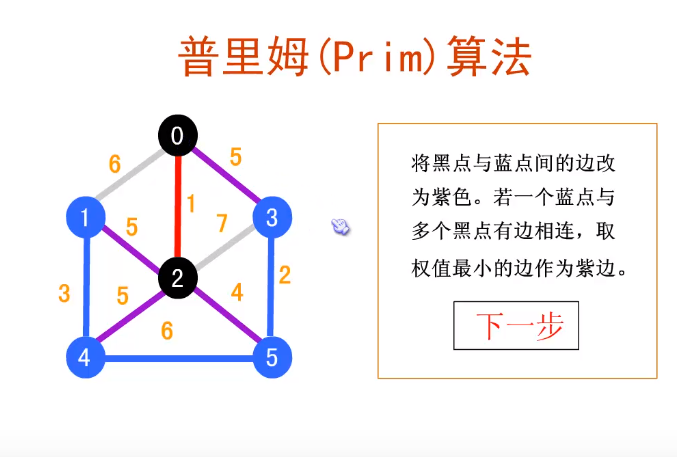 普里姆(Prim)算法
0
6
5
将黑点与蓝点间的边改
为紫色。若一个蓝点与
多个黑点有边相连，取
权值最小的边作为紫边。
1
1
3
5
7
2
3
5
4
2
6
4
5
下一步